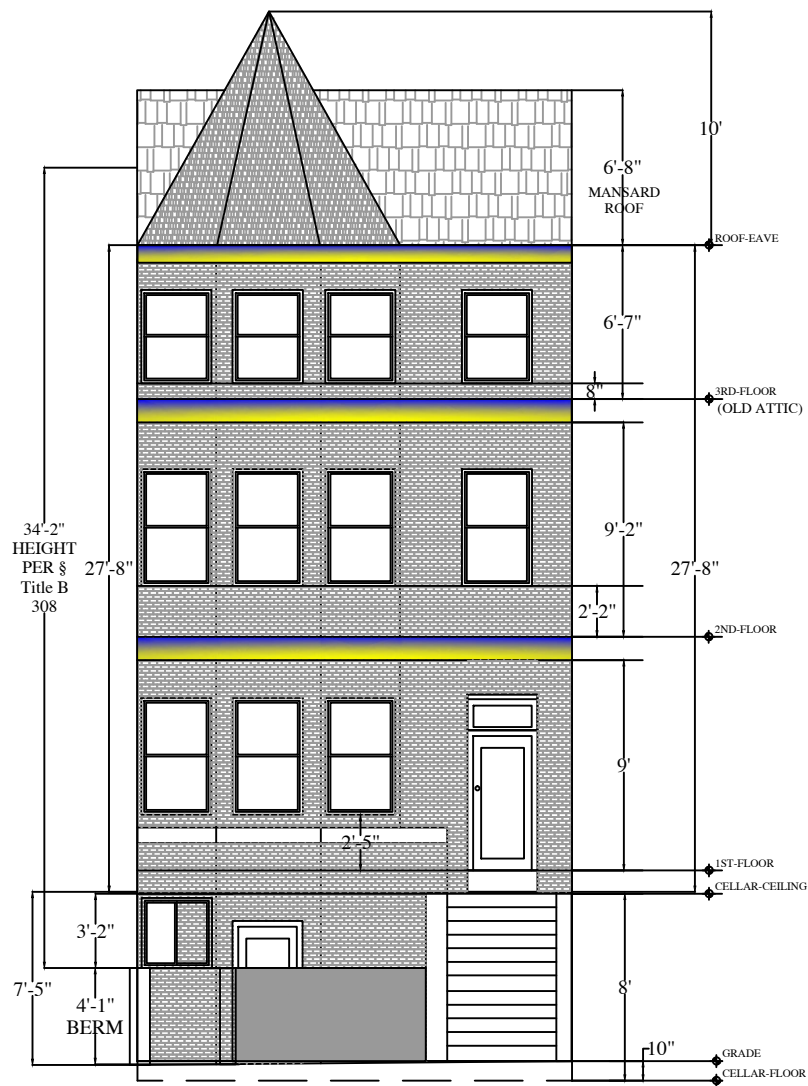 10'
6'-8"
MANSARD
ROOF
ROOF-EAVE
6'-7"
8"
3RD-FLOOR
(OLD ATTIC)
34'-2"
HEIGHT
PER §
Title B
308
27'-8"
9'-2"
27'-8"
2'-2"
2ND-FLOOR
9'
2'-5"
1ST-FLOOR
CELLAR-CEILING
3'-2"
7'-5"
4'-1"
BERM
8'
10"
GRADE
CELLAR-FLOOR